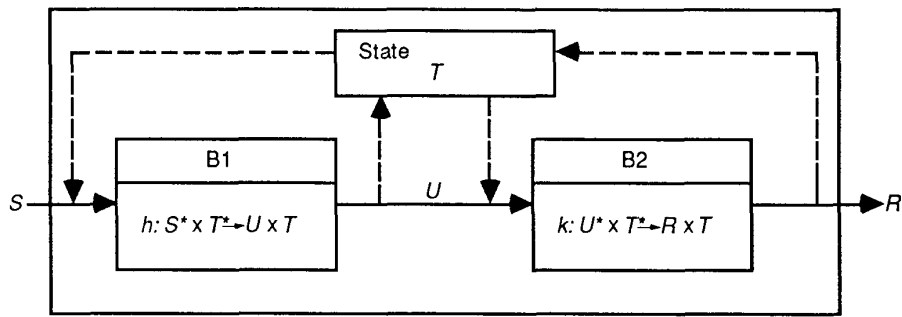 State
T
B1
B2
S
U
R
h: S* x T*→U x T
k: U* x T*→R x T